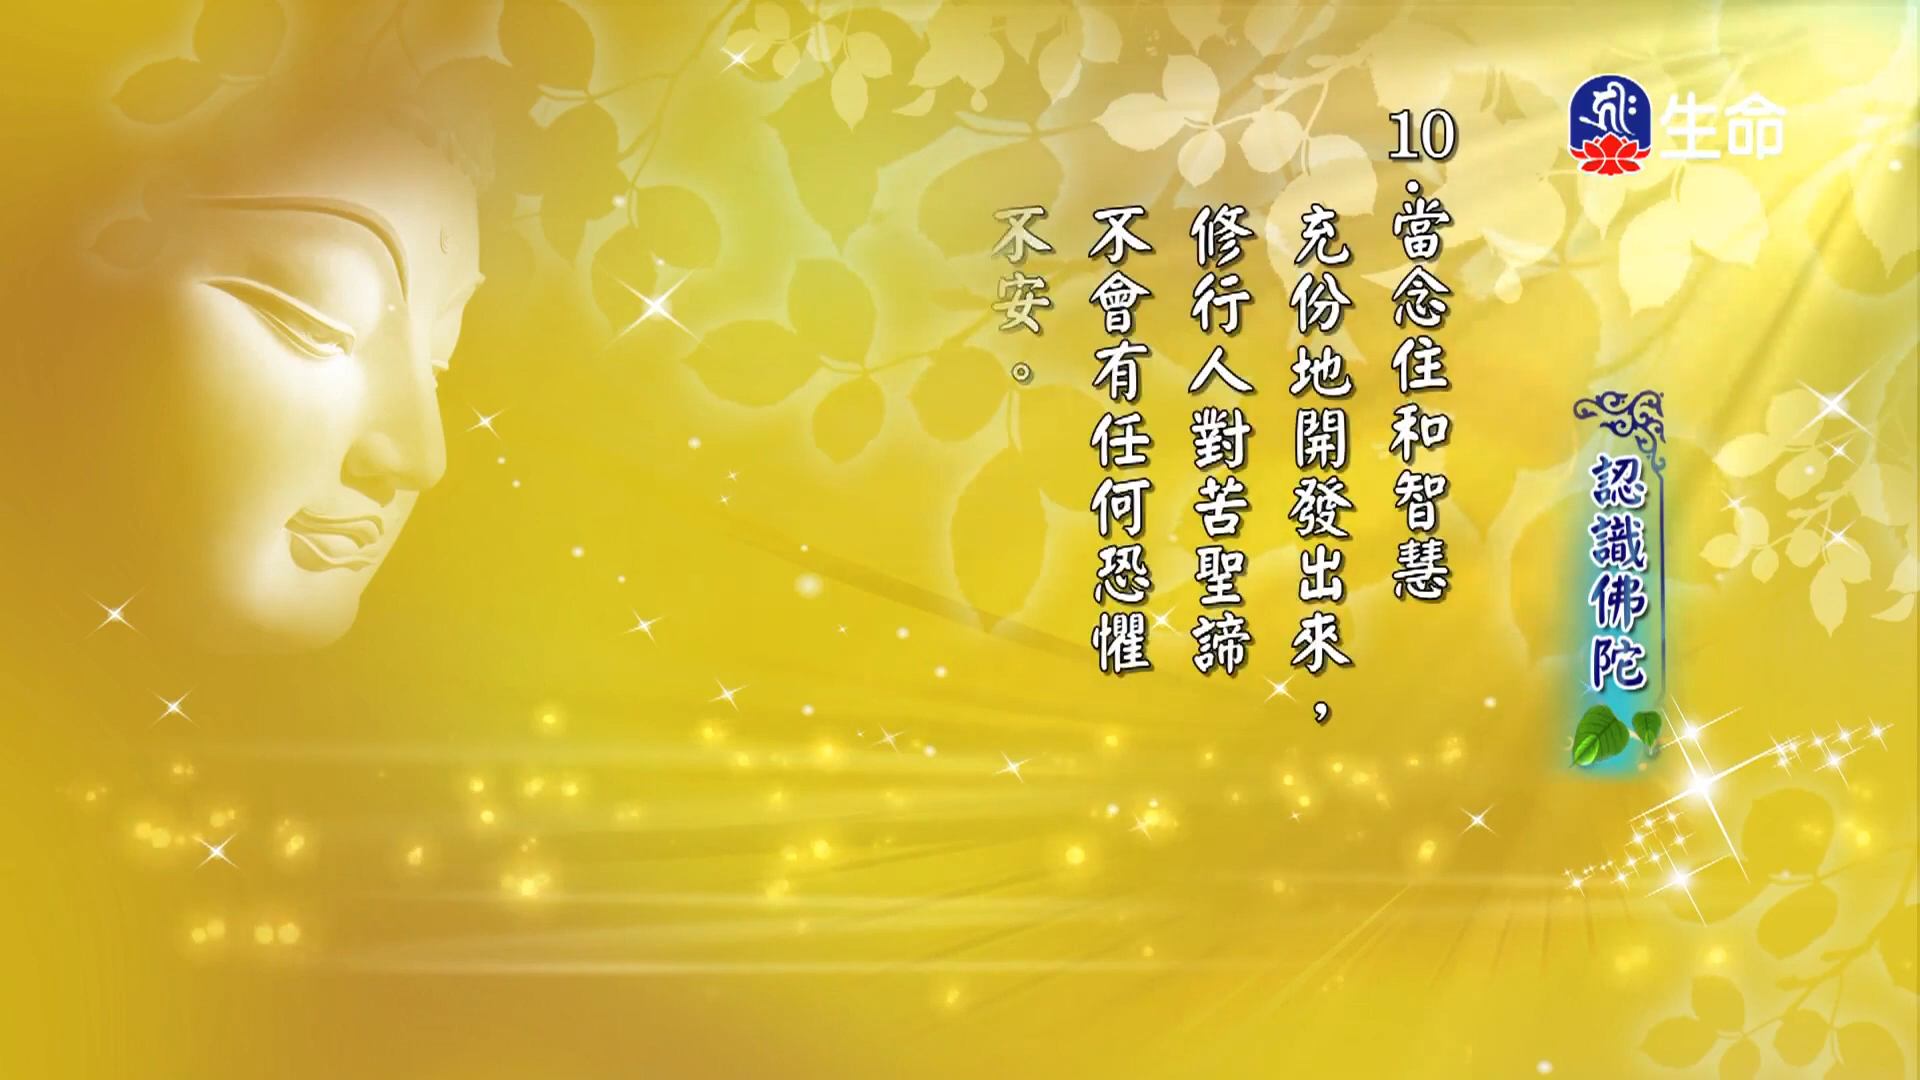 生命
認識佛陀
10.當念住和智慧
充份地開發出來，
修行人對苦聖諦
不會有任何恐懼
不安。